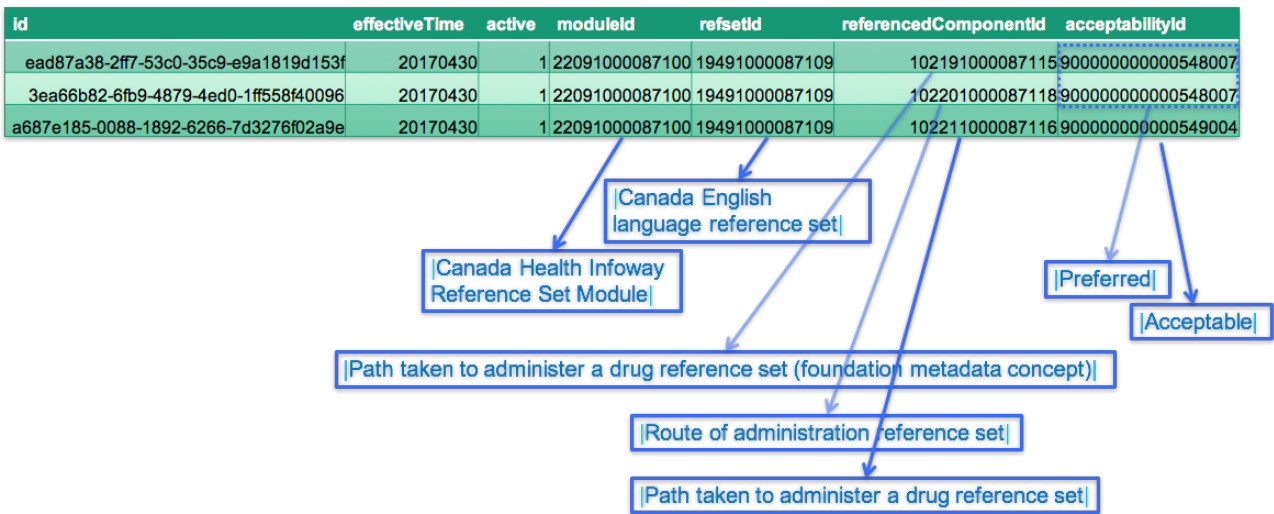 id effectiveTime active moduleId refsetId referencedComponentId acceptabilityId
ead87a38-2ff7-53c0-35c9-e9a1819d153f 20170430 1 22091000087100 19491000087109 102191000087115 900000000000548007
3ea66b82-6fb9-4879-4ed0-1ff558f40096 20170430 1 22091000087100 19491000087109 102201000087118 900000000000548007
a687e185-0088-1892-6266-7d3276f02a9e 20170430 1 22091000087100 19491000087109 102211000087116 900000000000549004
|Canada English
language reference set|
|Canada Health Infoway
Reference Set Module|
|Preferred|
|Acceptable|
|Path taken to administer a drug reference set (foundation metadata concept)|
|Route of administration reference set|
|Path taken to administer a drug reference set|